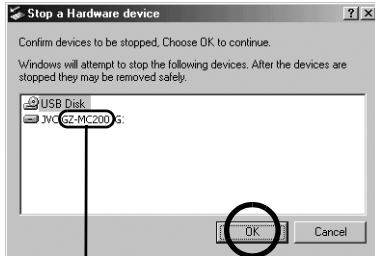 Stop a Hardware device
Confirm devices to be stopped, Choose OK to continue.
Windows will attempt to stop the following devices. After the devices are
stopped they may be removed safely.
USB Disk
JVC GZ-MC200 G:
OK Cancel